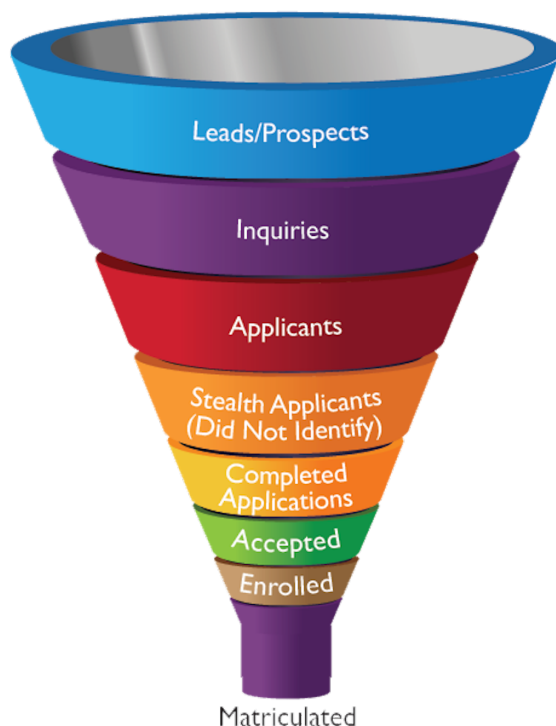 Leads/Prospects
Inquiries
Applicants
Stealth Applicants
(Did Not Identify)
Completed
Applications
Accepted
Enrolled
Matriculated